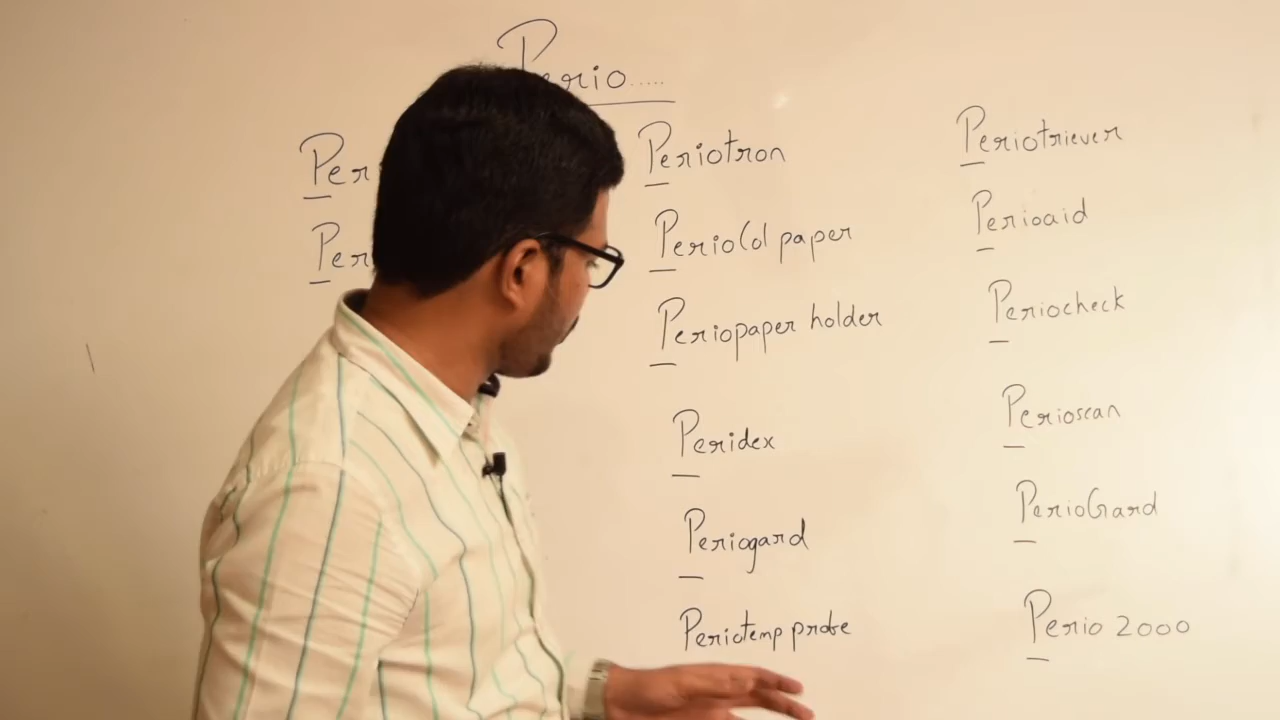 Perio.....
Periotron
PerioCol paper
Periopaper holder
Peridex
Periogard
Periotemp probe
Periotriever
Perioaid
Periocheck
Perioscan
PerioGard
Perio 2000